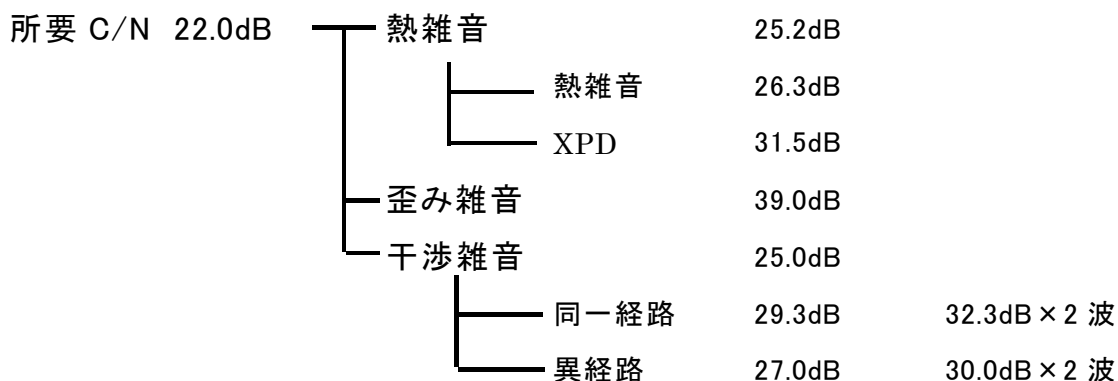 所要 C/N 22.0dB 熱雑音 25.2dB
熱雑音 26.3dB
XPD 31.5dB
歪み雑音 39.0dB
干渉雑音 25.0dB
同一経路 29.3dB 32.3dB×2 波
異経路 27.0dB 30.0dB×2 波